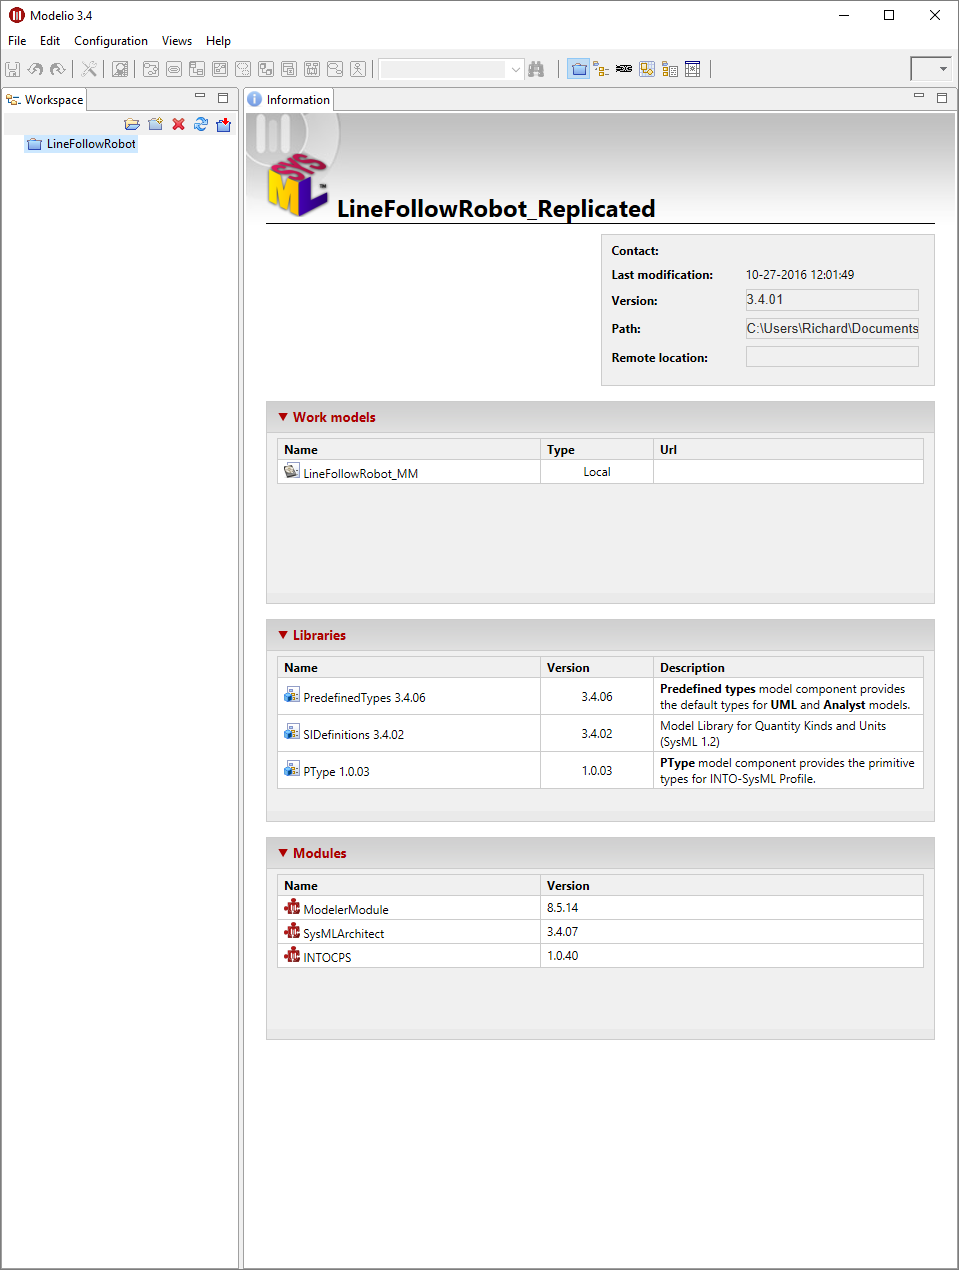 Modelio 3.4
File Edit Configuration Views Help
Workspace
LineFollowRobot
Information
SYS
ML™
LineFollowRobot_Replicated
Contact:
Last modification: 10-27-2016 12:01:49
Version: 3.4.01
Path: C:\Users\Richard\Documents
Remote location:
Work models
Name Type Url
LineFollowRobot_MM Local
Libraries
Name Version Description
PredefinedTypes 3.4.06 3.4.06 Predefined types model component provides
the default types for UML and Analyst models.
SIDefinitions 3.4.02 3.4.02 Model Library for Quantity Kinds and Units
(SysML 1.2)
PType 1.0.03 1.0.03 PType model component provides the primitive
types for INTO-SysML Profile.
Modules
Name Version
ModelerModule 8.5.14
SysMLArchitect 3.4.07
INTOCPS 1.0.40